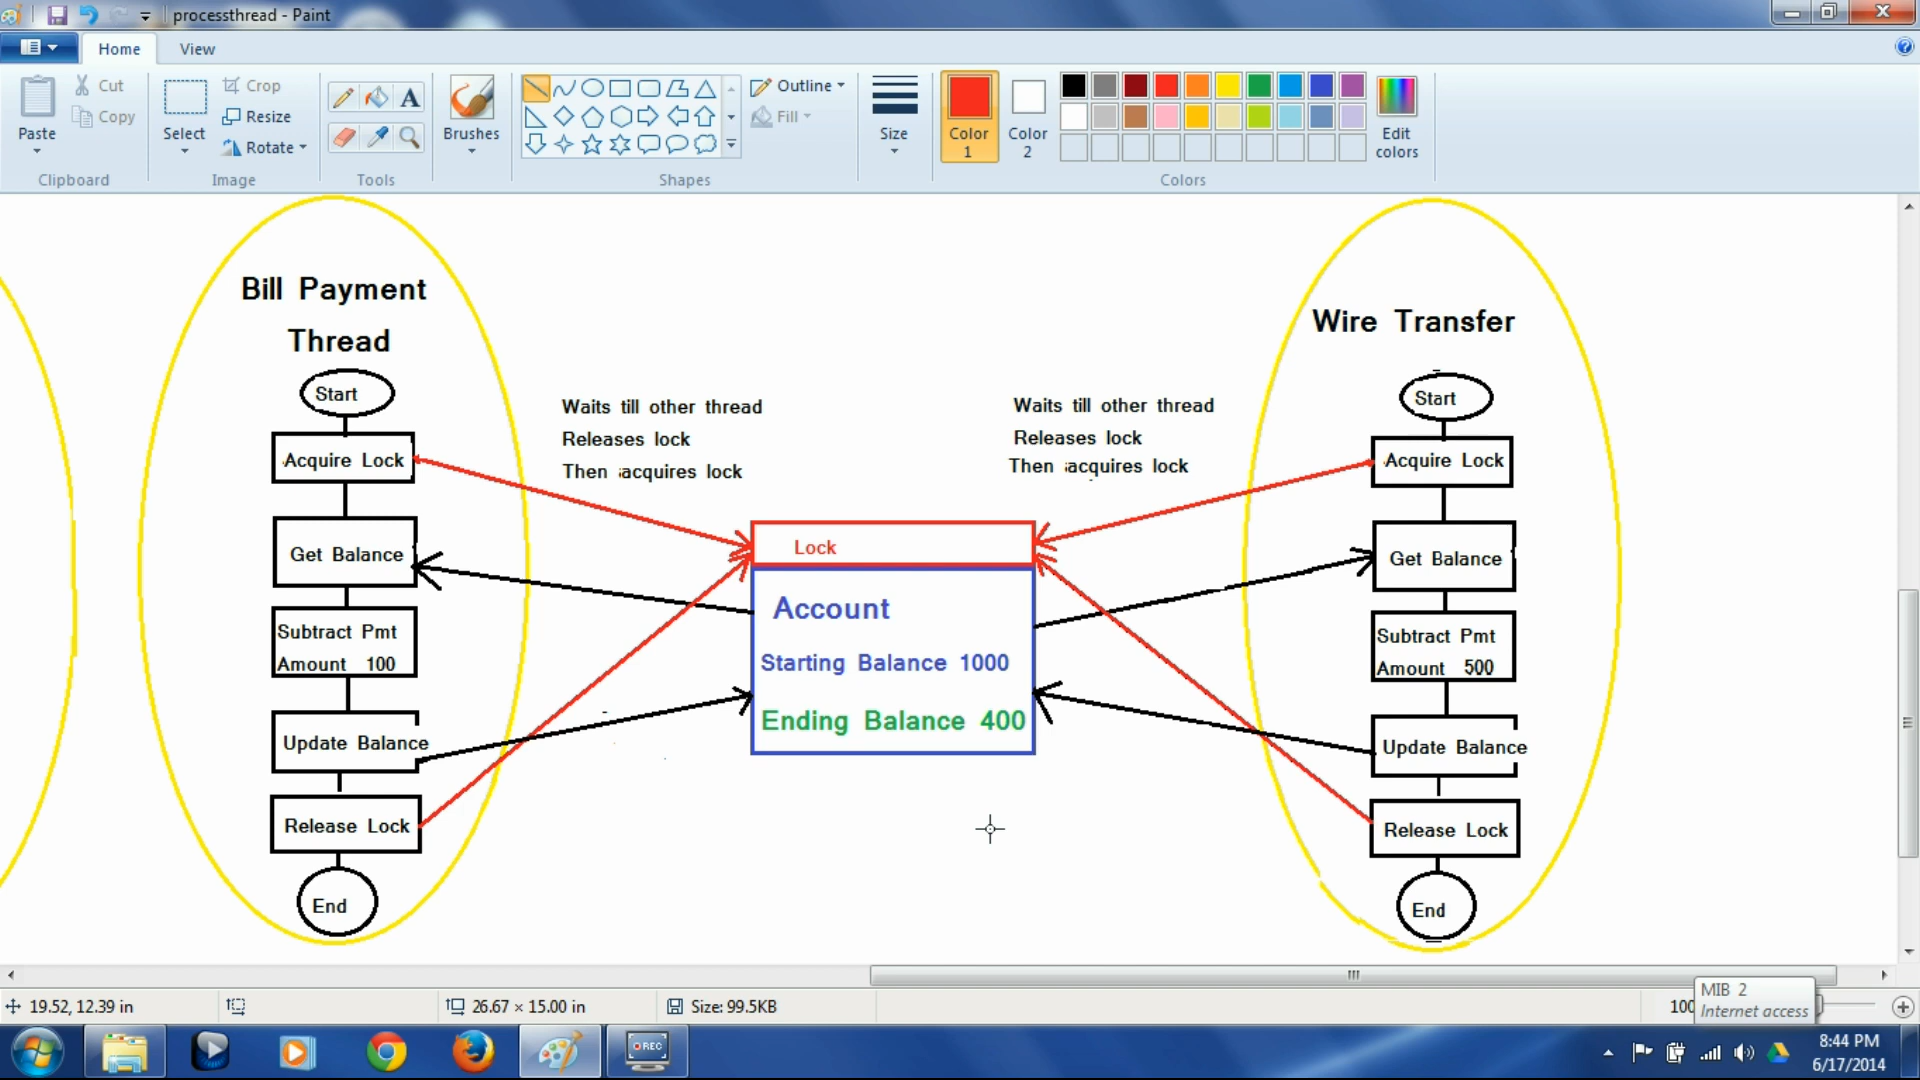 processthread - Paint
Home
View
Paste
Cut
Copy
Clipboard
Select
Crop
Resize
Rotate
Image
A
Tools
Brushes
Shapes
Outline
Fill
Size
Color
1
Color
2
Edit
colors
Colors
Bill Payment
Thread
Start
Acquire Lock
Get Balance
Subtract Pmt
Amount 100
Update Balance
Release Lock
End
Waits till other thread
Releases lock
Then acquires lock
Lock
Account
Starting Balance 1000
Ending Balance 400
Waits till other thread
Releases lock
Then acquires lock
Wire Transfer
Start
Acquire Lock
Get Balance
Subtract Pmt
Amount 500
Update Balance
Release Lock
End
19.52, 12.39 in
26.67 × 15.00 in
Size: 99.5KB
100
MIB 2
Internet access
REC
8:44 PM
6/17/2014